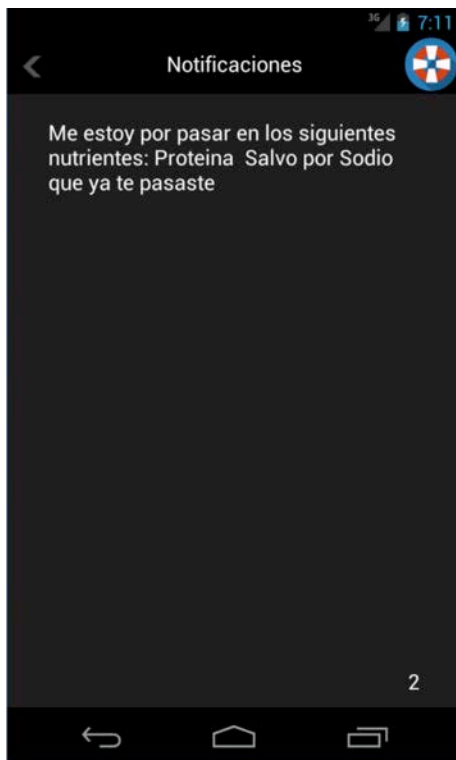 3G 7:11
Notificaciones
Me estoy por pasar en los siguientes
nutrientes: Proteina  Salvo por Sodio
que ya te pasaste
2